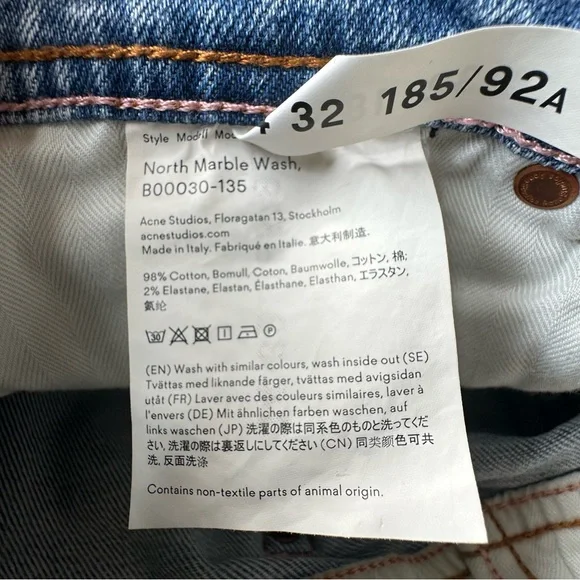 32 185/92A
Style Modèll Mod
North Marble Wash,
B00030-135
Acne Studios, Floragatan 13, Stockholm
acnestudios.com
Made in Italy. Fabriqué en Italie. 意大利制造.
98% Cotton, Bomull, Coton, Baumwolle, コットン, 棉;
2% Elastane, Elastan, Élasthane, Elasthan, エラスタン,
氨纶
30 P
(EN) Wash with similar colours, wash inside out (SE)
Tvättas med liknande färger, tvättas med avigsidan
utåt (FR) Laver avec des couleurs similaires, laver à
l'envers (DE) Mit ähnlichen farben waschen, auf
links waschen (JP) 洗濯の際は同系色のものと洗ってくだ
さい, 洗濯の際は裏返しにしてください (CN) 同类颜色可共
洗, 反面洗涤
Contains non-textile parts of animal origin.